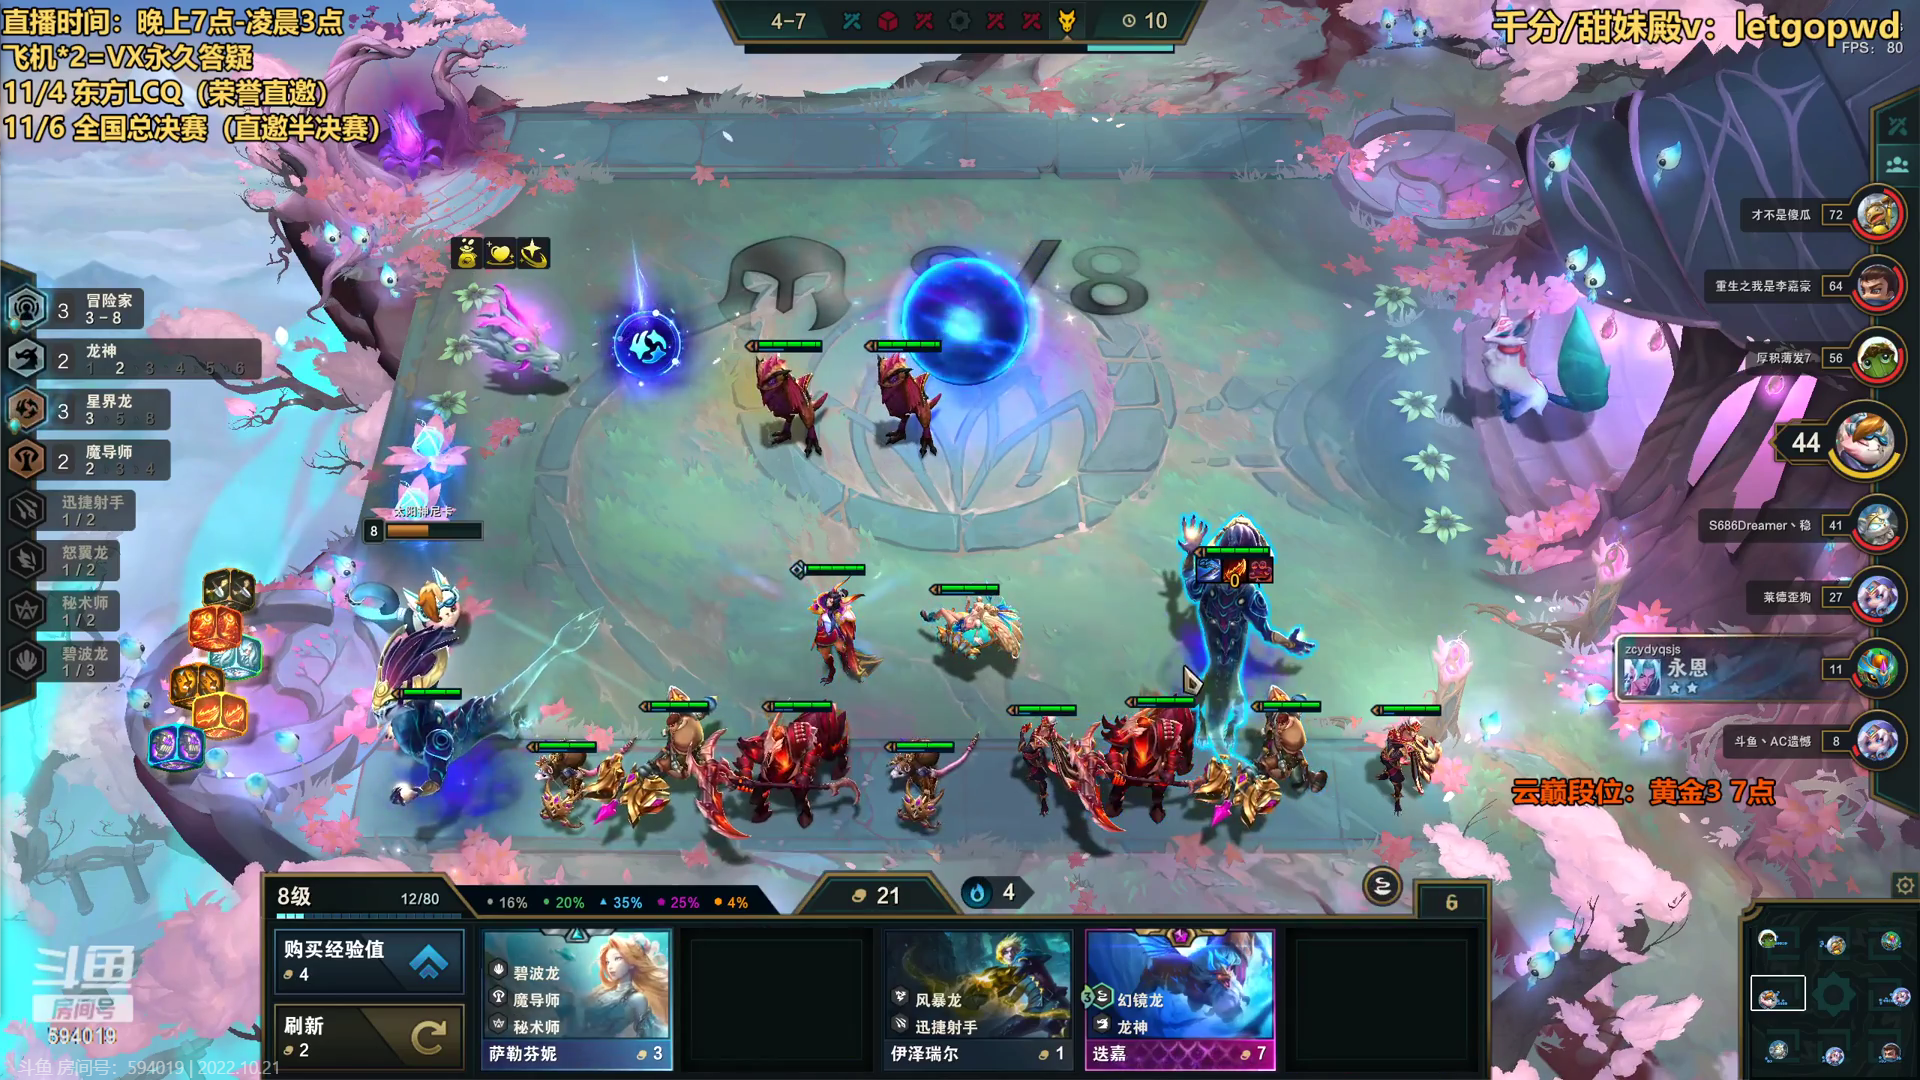 直播时间：晚上7点-凌晨3点
飞机*2=VX永久答疑
11/4 东方LCQ（荣誉直邀）
11/6 全国总决赛（直邀半决赛）
4-7
10
千分/甜妹殿v：letgopwd
FPS: 80
8/8
3 冒险家
3 - 8
2 龙神
1 2 3 4 5 6
3 星界龙
3 5 8
2 魔导师
2 3 4
迅捷射手
1 / 2
怒翼龙
1 / 2
秘术师
1 / 2
碧波龙
1 / 3
太阳神尼卡
8
0
才不是傻瓜 72
重生之我是李嘉豪 64
厚积薄发7 56
44
S686Dreamer丶稳 41
莱德歪狗 27
zcydyqsjs
永恩
11
斗鱼丶AC遗憾 8
云巅段位：黄金3 7点
8级
12/80
16% 20% 35% 25% 4%
21
4
6
购买经验值
4
刷新
2
碧波龙
魔导师
秘术师
萨勒芬妮 3
风暴龙
迅捷射手
伊泽瑞尔 1
3 幻镜龙
龙神
迭嘉 7
斗鱼
房间号
594019
斗鱼 房间号：594019 | 2022.10.21